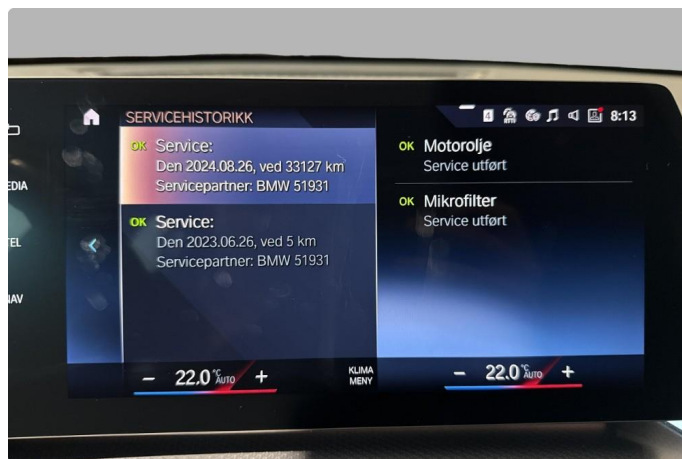 SERVICEHISTORIKK
4
8:13
EDIA
TEL
NAV
OK Service:
Den 2024.08.26, ved 33127 km
Servicepartner: BMW 51931
OK Service:
Den 2023.06.26, ved 5 km
Servicepartner: BMW 51931
OK Motorolje
Service utført
OK Mikrofilter
Service utført
- 22.0 °C AUTO +
KLIMA
MENY
- 22.0 °C AUTO +